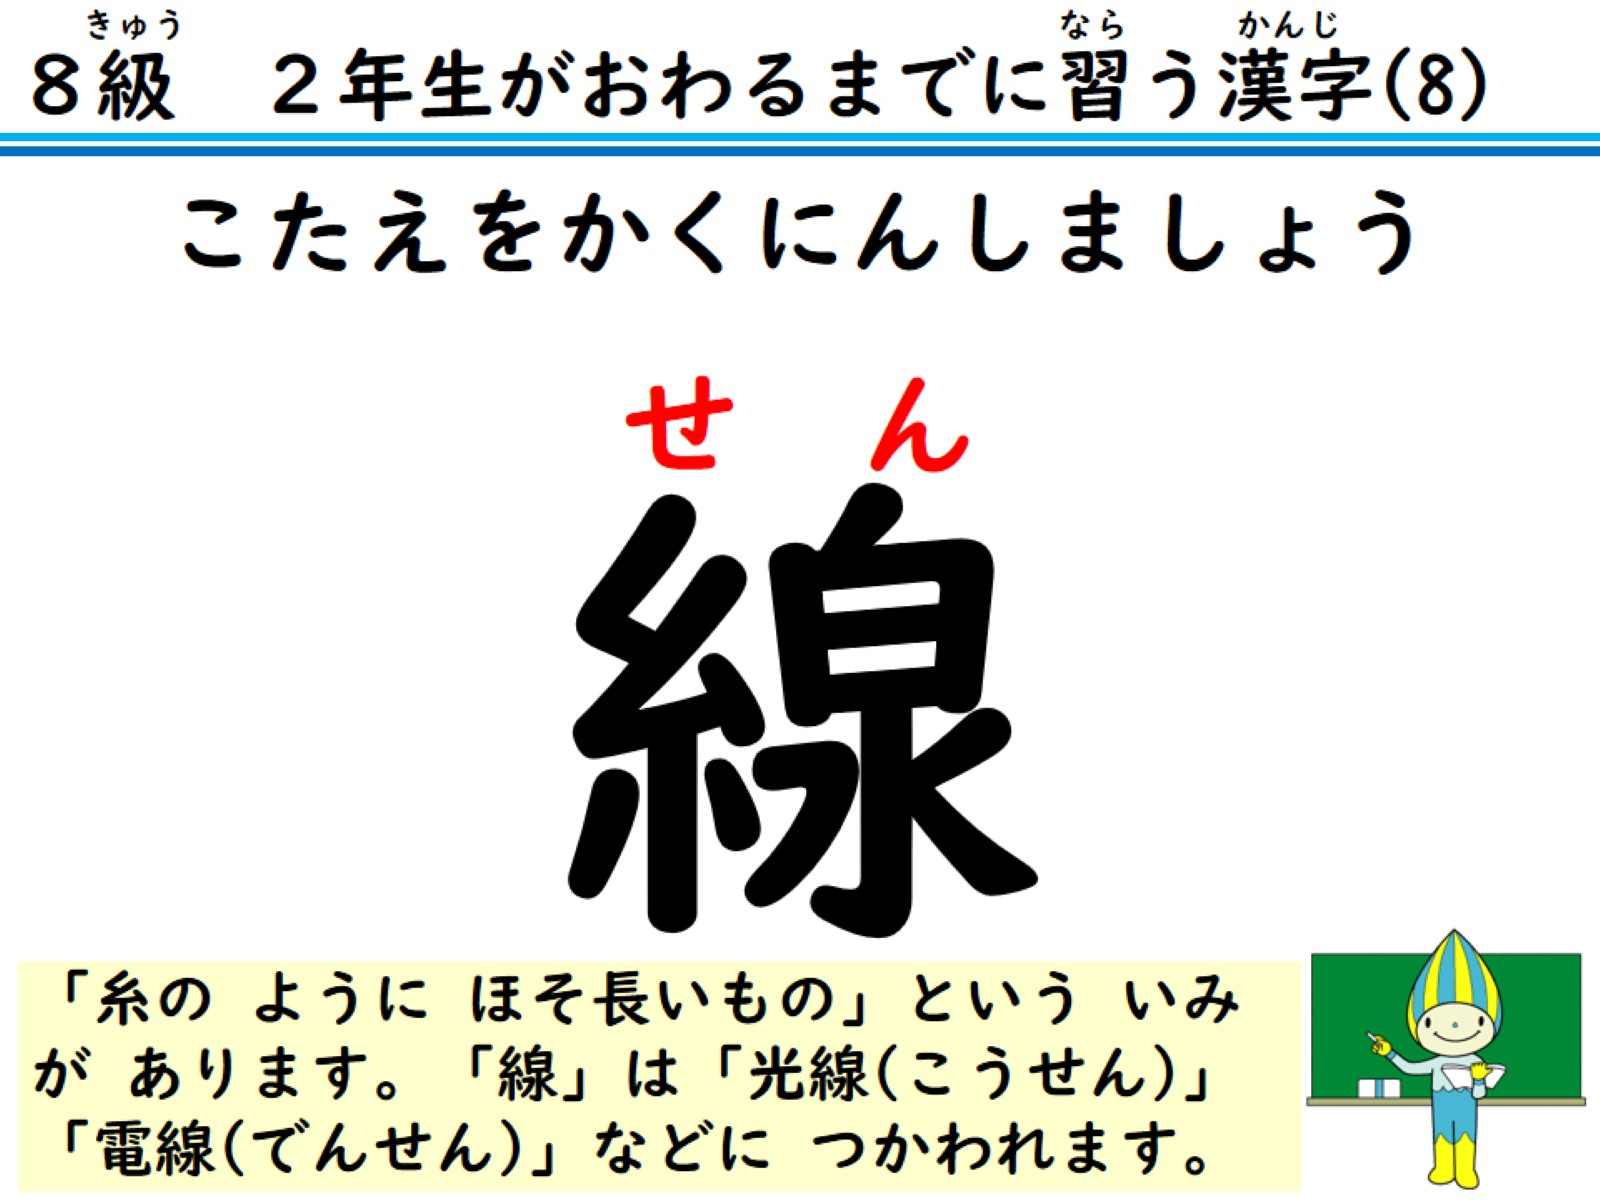 きゅう なら かんじ
８級　２年生がおわるまでに習う漢字(8)
こたえをかくにんしましょう
せ ん
線
「糸の ように ほそ長いもの」という いみ
が あります。「線」は「光線(こうせん)」
「電線(でんせん)」などに つかわれます。